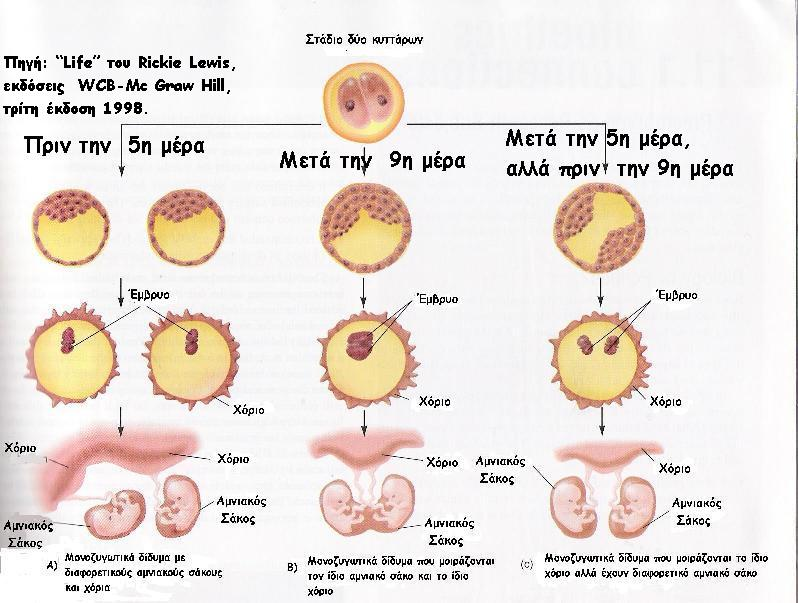 Στάδιο δύο κυττάρων
Πηγή: "Life" του Rickie Lewis,
εκδόσεις WCB-Mc Graw Hill,
τρίτη έκδοση 1998.
Πριν την 5η μέρα
Μετά την 9η μέρα
Μετά την 5η μέρα,
αλλά πριν την 9η μέρα
Έμβρυο
Έμβρυο
Έμβρυο
Χόριο
Χόριο
Χόριο
Χόριο
Χόριο
Χόριο
Χόριο
Αμνιακός
Σάκος
Αμνιακός
Σάκος
Αμνιακός
Σάκος
Αμνιακός
Σάκος
Αμνιακός
Σάκος
Α) Μονοζυγωτικά δίδυμα με
διαφορετικούς αμνιακούς σάκους
και χόρια
Β) Μονοζυγωτικά δίδυμα που μοιράζονται
τον ίδιο αμνιακό σάκο και το ίδιο
χόριο
(c) Μονοζυγωτικά δίδυμα που μοιράζονται το ίδιο
χόριο αλλά έχουν διαφορετικό αμνιακό σάκο